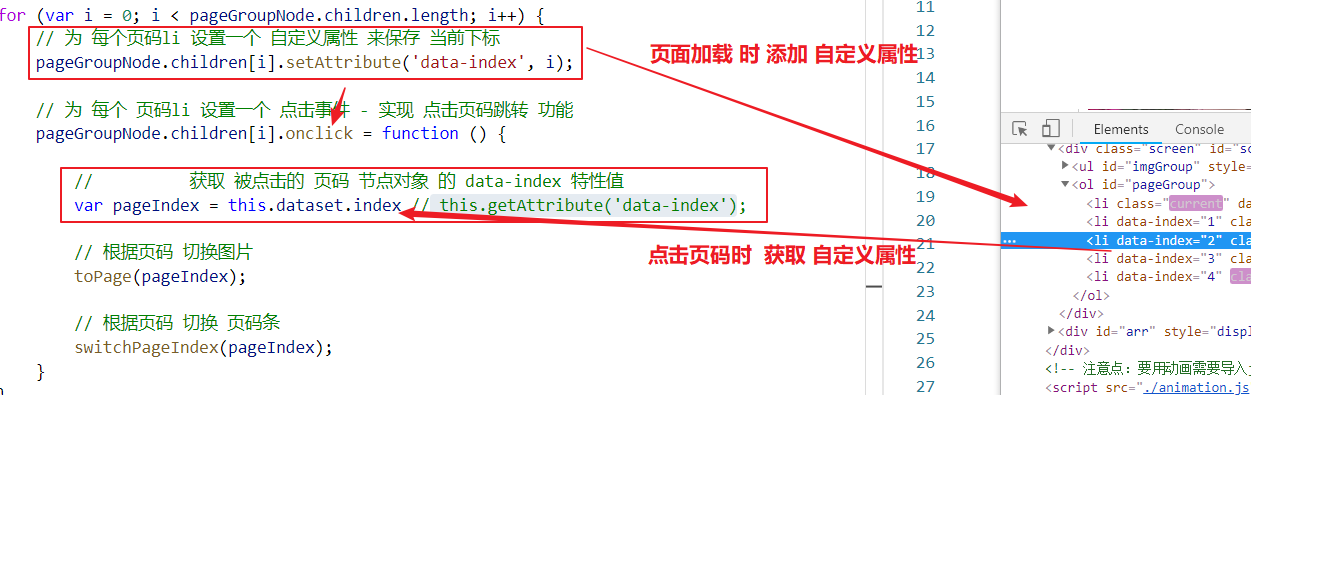 for (var i = 0; i < pageGroupNode.children.length; i++) {
// 为 每个页码li 设置一个 自定义属性 来保存 当前下标
pageGroupNode.children[i].setAttribute('data-index', i);
// 为 每个 页码li 设置一个 点击事件 - 实现 点击页码跳转 功能
pageGroupNode.children[i].onclick = function () {
// 获取 被点击的 页码 节点对象 的 data-index 特性值
var pageIndex = this.dataset.index // this.getAttribute('data-index');
// 根据页码 切换图片
toPage(pageIndex);
// 根据页码 切换 页码条
switchPageIndex(pageIndex);
}
页面加载 时 添加 自定义属性
点击页码时 获取 自定义属性
11
12
13
14
15
16
17
18
19
20
21
22
23
24
25
26
27
Elements Console
<div class="screen" id="sc
<ul id="imgGroup" style=
<ol id="pageGroup">
<li class="current" da
<li data-index="1" cla
<li data-index="2" cla
<li data-index="3" cla
<li data-index="4" cla
</ol>
</div>
<div id="arr" style="displ
</div>
<!-- 注意点：要用动画需要导入
<script src="./animation.js